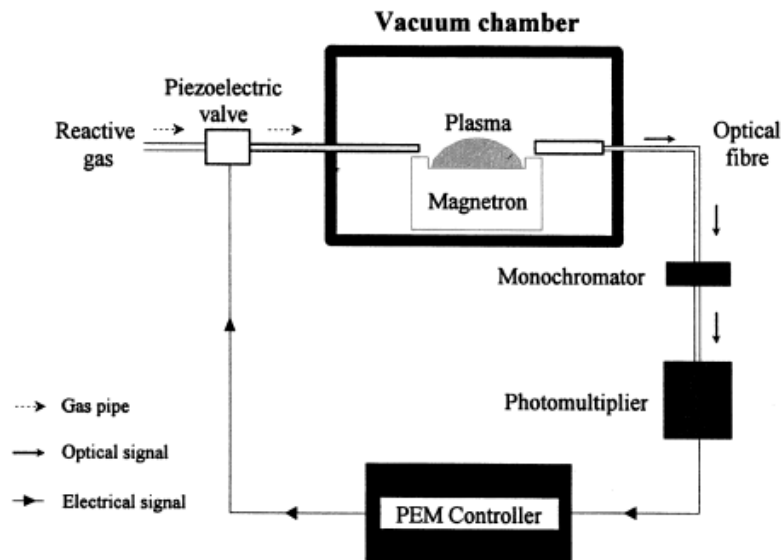 Vacuum chamber
Piezoelectric
valve
Reactive
gas
Plasma
Optical
fibre
Magnetron
Monochromator
Photomultiplier
Gas pipe
Optical signal
Electrical signal
PEM Controller